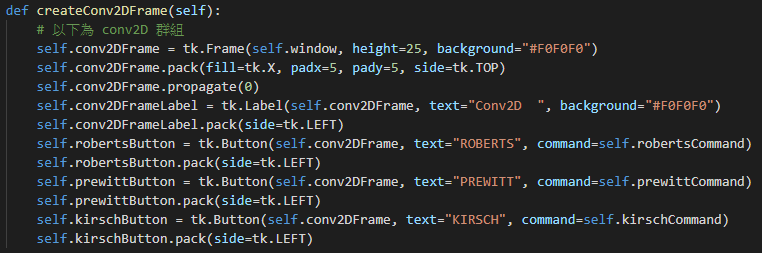 def createConv2DFrame(self):
    # 以下為 conv2D 群組
    self.conv2DFrame = tk.Frame(self.window, height=25, background="#F0F0F0")
    self.conv2DFrame.pack(fill=tk.X, padx=5, pady=5, side=tk.TOP)
    self.conv2DFrame.propagate(0)
    self.conv2DFrameLabel = tk.Label(self.conv2DFrame, text="Conv2D  ", background="#F0F0F0")
    self.conv2DFrameLabel.pack(side=tk.LEFT)
    self.robertsButton = tk.Button(self.conv2DFrame, text="ROBERTS", command=self.robertsCommand)
    self.robertsButton.pack(side=tk.LEFT)
    self.prewittButton = tk.Button(self.conv2DFrame, text="PREWITT", command=self.prewittCommand)
    self.prewittButton.pack(side=tk.LEFT)
    self.kirschButton = tk.Button(self.conv2DFrame, text="KIRSCH", command=self.kirschCommand)
    self.kirschButton.pack(side=tk.LEFT)